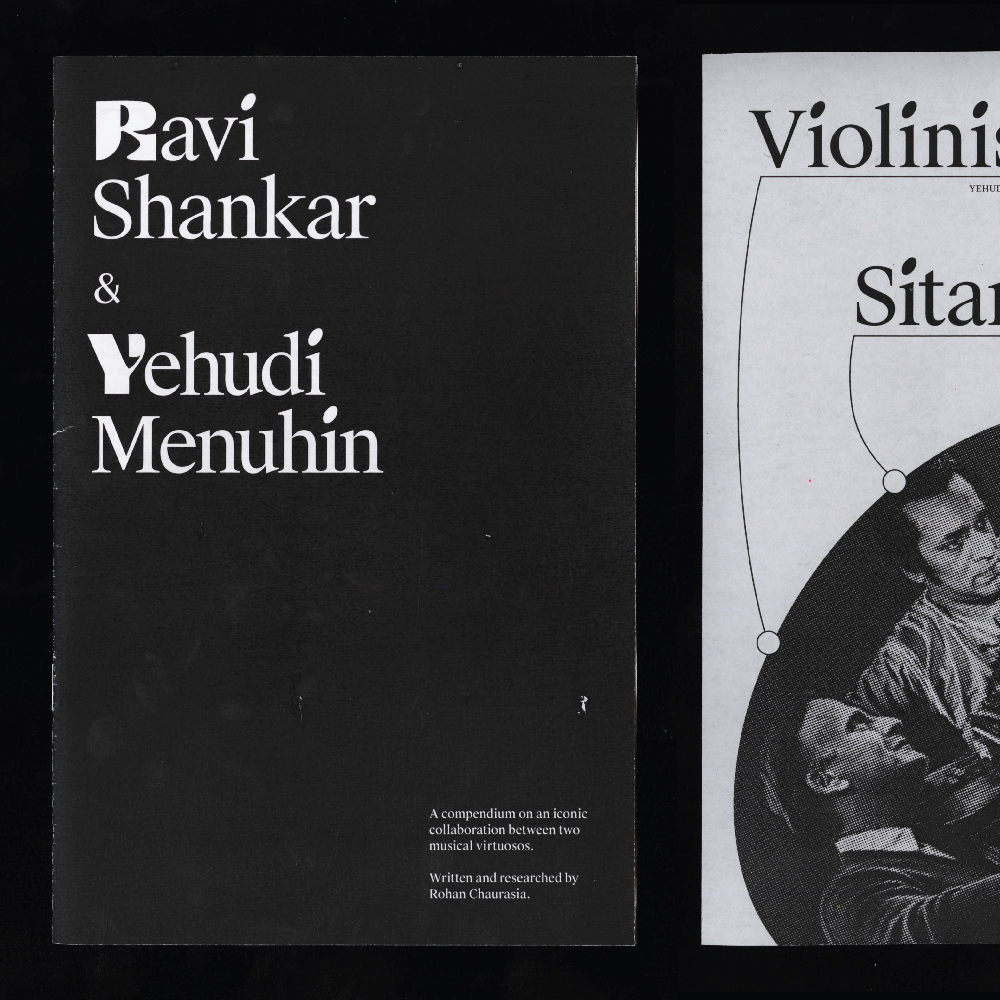 Ravi
Shankar
&
Yehudi
Menuhin
A compendium on an iconic
collaboration between two
musical virtuosos.
Written and researched by
Rohan Chaurasia.
Violinis
YEHUD
Sitar